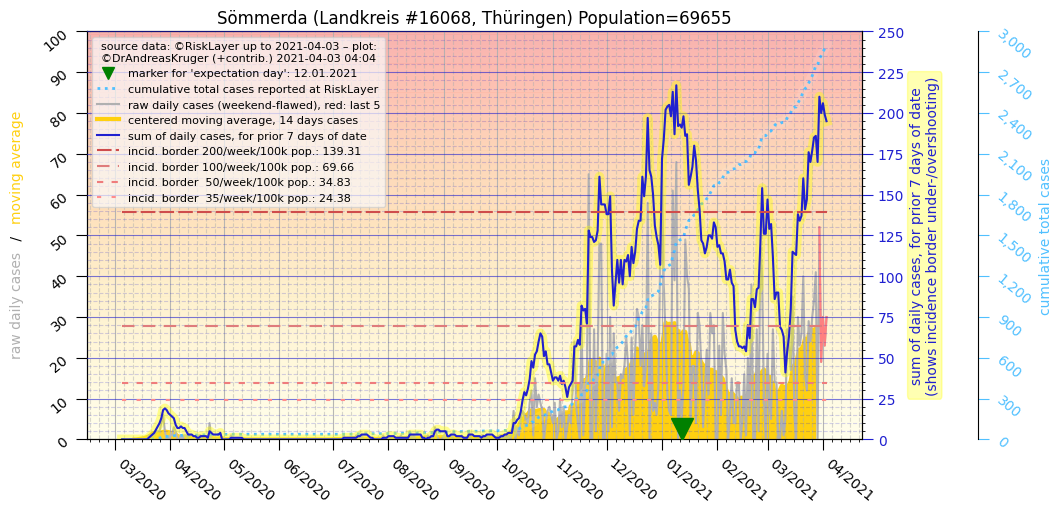 Sömmerda (Landkreis #16068, Thüringen) Population=69655
source data: ©RiskLayer up to 2021-04-03 – plot:
©DrAndreasKruger (+contrib.) 2021-04-03 04:04
marker for 'expectation day': 12.01.2021
cumulative total cases reported at RiskLayer
raw daily cases (weekend-flawed), red: last 5
centered moving average, 14 days cases
sum of daily cases, for prior 7 days of date
incid. border 200/week/100k pop.: 139.31
incid. border 100/week/100k pop.: 69.66
incid. border  50/week/100k pop.: 34.83
incid. border  35/week/100k pop.: 24.38
raw daily cases / moving average
100
90
80
70
60
50
40
30
20
10
0
03/2020
04/2020
05/2020
06/2020
07/2020
08/2020
09/2020
10/2020
11/2020
12/2020
01/2021
02/2021
03/2021
04/2021
250
225
200
175
150
125
100
75
50
25
0
sum of daily cases, for prior 7 days of date
(shows incidence border under-/overshooting)
3,000
2,700
2,400
2,100
1,800
1,500
1,200
900
600
300
0
cumulative total cases